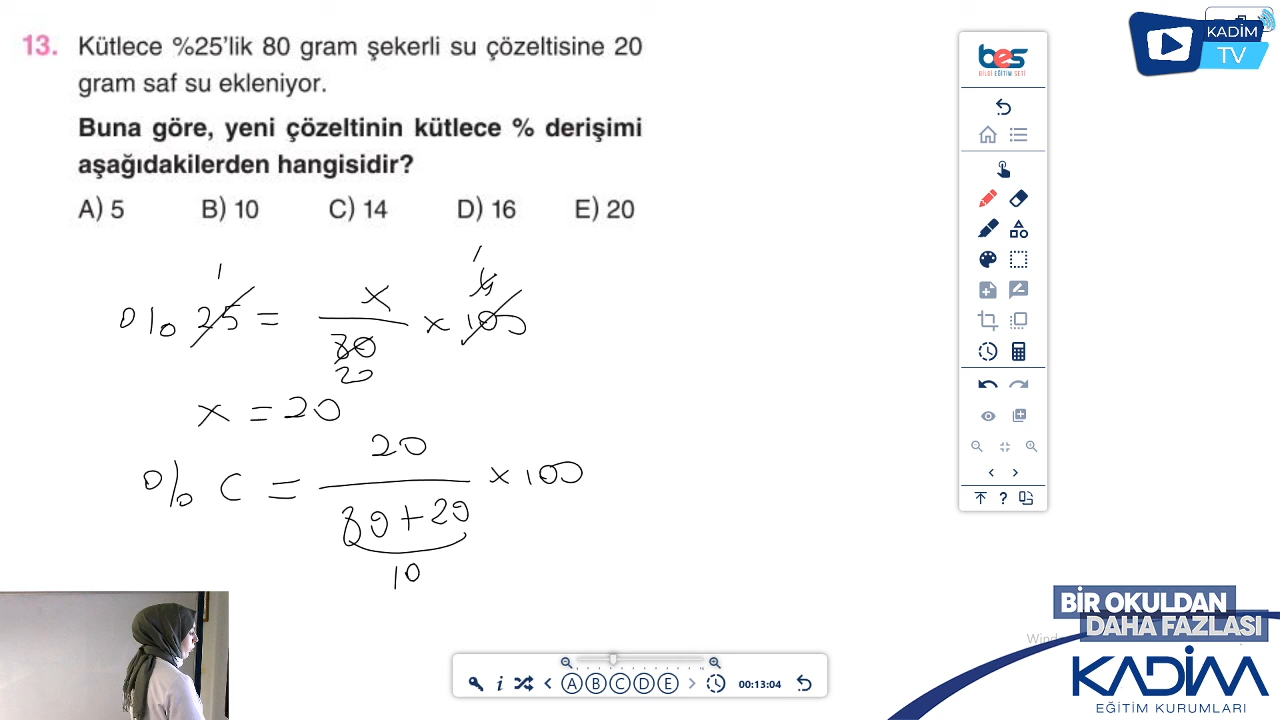 13. Kütlece %25'lik 80 gram şekerli su çözeltisine 20
gram saf su ekleniyor.
Buna göre, yeni çözeltinin kütlece % derişimi
aşağıdakilerden hangisidir?
A) 5 B) 10 C) 14 D) 16 E) 20
1
1
4
% 25 = x
80
20
x 100
x = 20
% C = 20
80 + 20
x 100
10
bes
BİLGİ EĞİTİM SETİ
?
KADİM
TV
A B C D E
00:13:04
BİR OKULDAN
DAHA FAZLASI
Wind
KADİM
EĞİTİM KURUMLARI